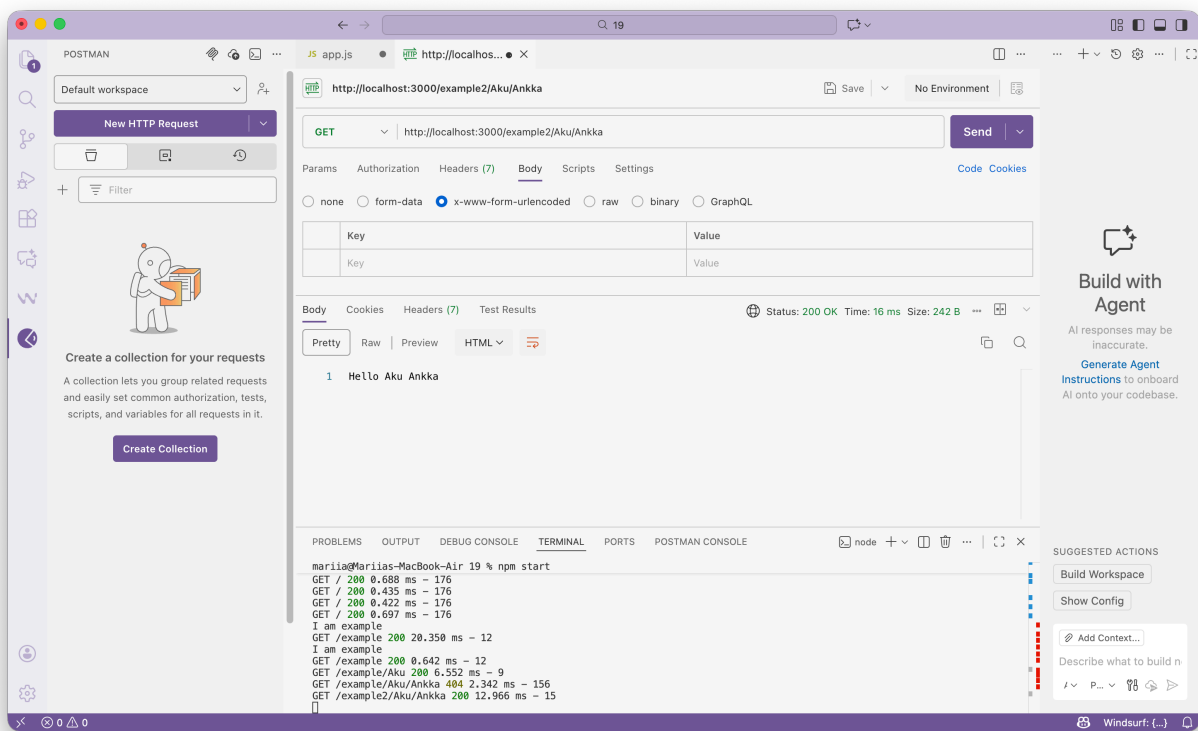 19
POSTMAN
JS app.js
HTTP http://localhos...
1
Default workspace
New HTTP Request
Filter
Create a collection for your requests
A collection lets you group related requests
and easily set common authorization, tests,
scripts, and variables for all requests in it.
Create Collection
HTTP http://localhost:3000/example2/Aku/Ankka
Save
No Environment
GET
http://localhost:3000/example2/Aku/Ankka
Send
Params Authorization Headers (7) Body Scripts Settings
Code Cookies
none form-data x-www-form-urlencoded raw binary GraphQL
Key Value
Key Value
Body Cookies Headers (7) Test Results
Status: 200 OK Time: 16 ms Size: 242 B
Pretty Raw Preview HTML
1 Hello Aku Ankka
PROBLEMS OUTPUT DEBUG CONSOLE TERMINAL PORTS POSTMAN CONSOLE
node
mariia@Mariias-MacBook-Air 19 % npm start
GET / 200 0.688 ms - 176
GET / 200 0.435 ms - 176
GET / 200 0.422 ms - 176
GET / 200 0.697 ms - 176
I am example
GET /example 200 20.350 ms - 12
I am example
GET /example 200 0.642 ms - 12
GET /example/Aku 200 6.552 ms - 9
GET /example/Aku/Ankka 404 2.342 ms - 156
GET /example2/Aku/Ankka 200 12.966 ms - 15
Build with
Agent
AI responses may be
inaccurate.
Generate Agent
Instructions to onboard
AI onto your codebase.
SUGGESTED ACTIONS
Build Workspace
Show Config
Add Context...
Describe what to build n
P...
0 0
Windsurf: {...}